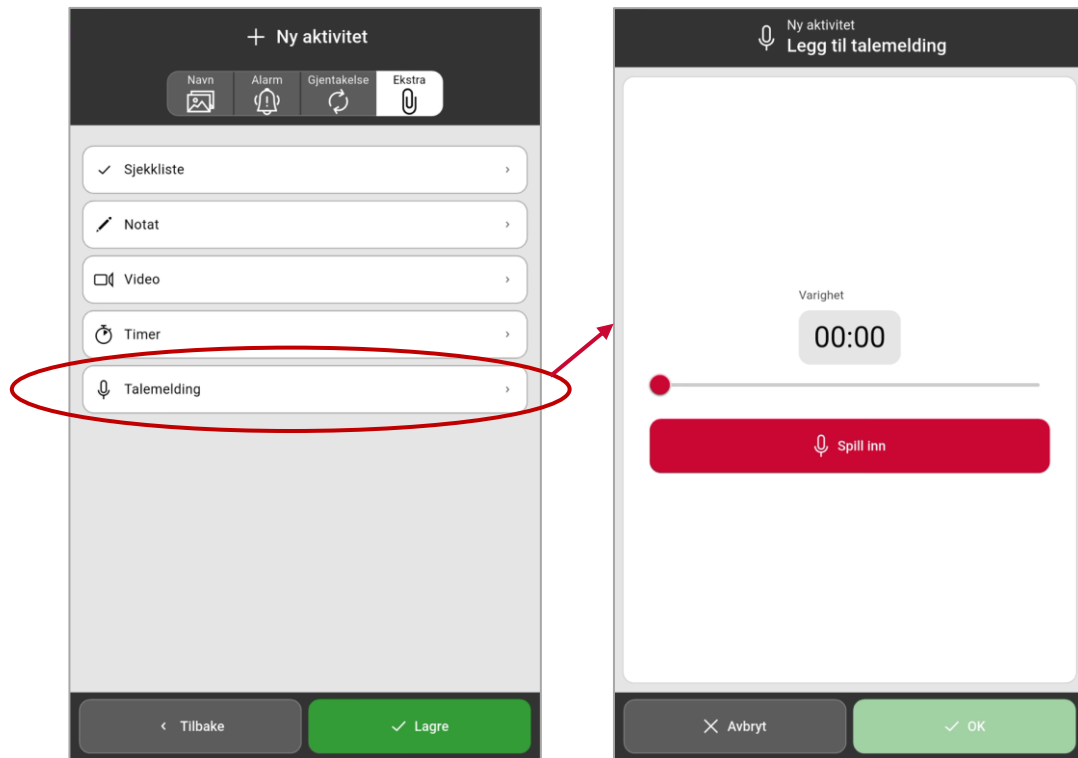 Ny aktivitet
Navn
Alarm
Gjentakelse
Ekstra
Sjekkliste
Notat
Video
Timer
Talemelding
Tilbake
Lagre
Ny aktivitet
Legg til talemelding
Varighet
00:00
Spill inn
Avbryt
OK